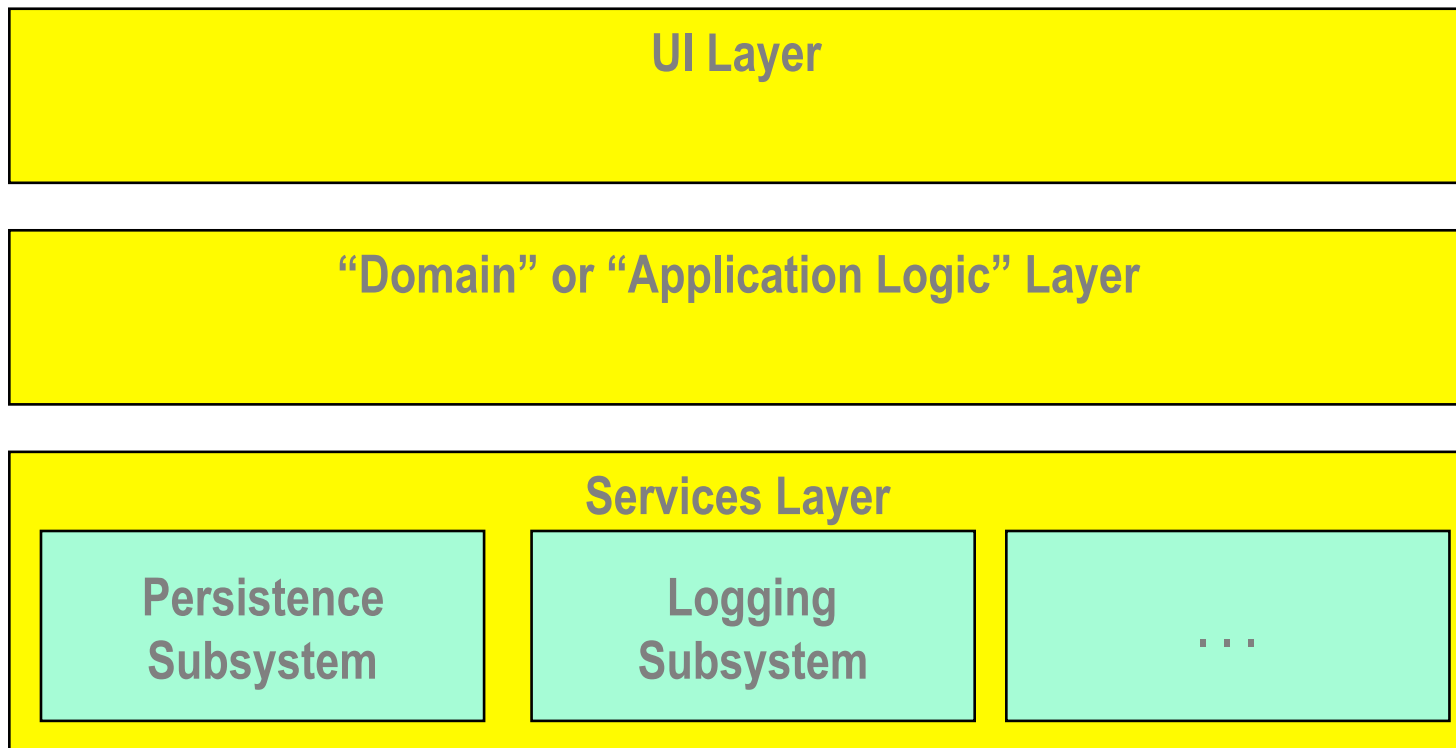 UI Layer
“Domain” or “Application Logic” Layer
Services Layer
Persistence
Subsystem
Logging
Subsystem
. . .